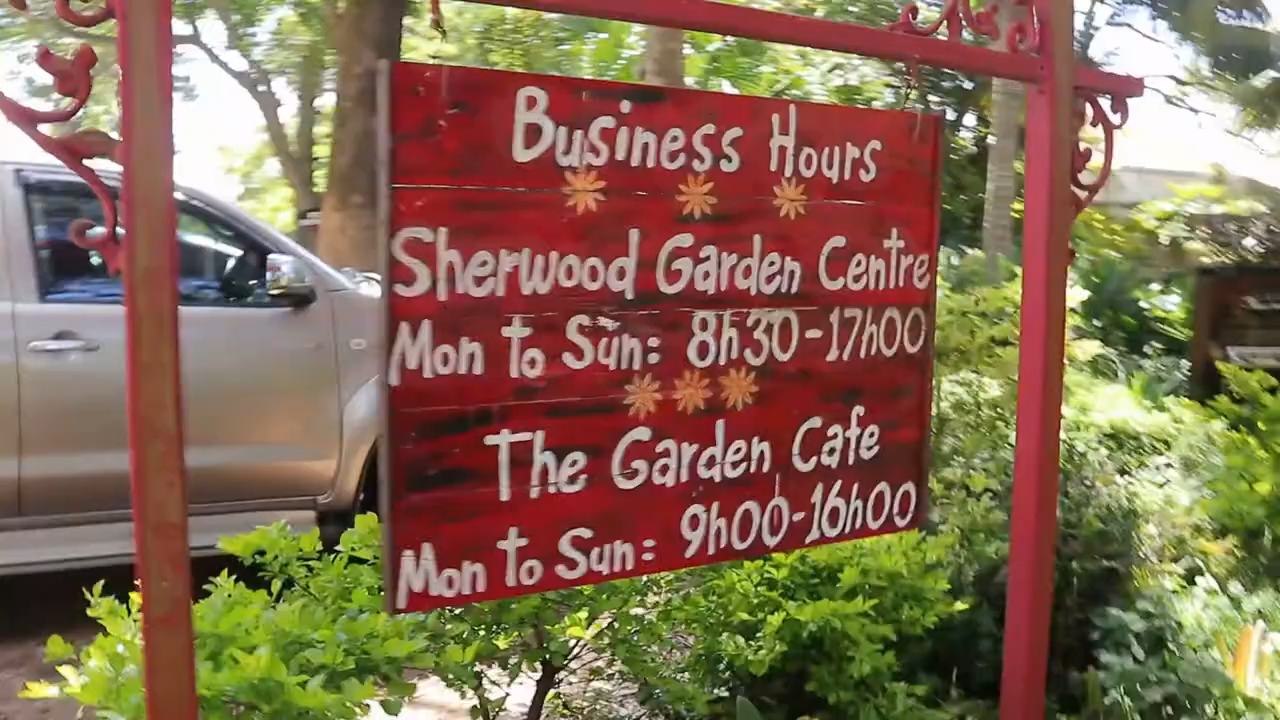 Business Hours
Sherwood Garden Centre
Mon to Sun: 8h30-17h00
The Garden Cafe
Mon to Sun: 9h00-16h00